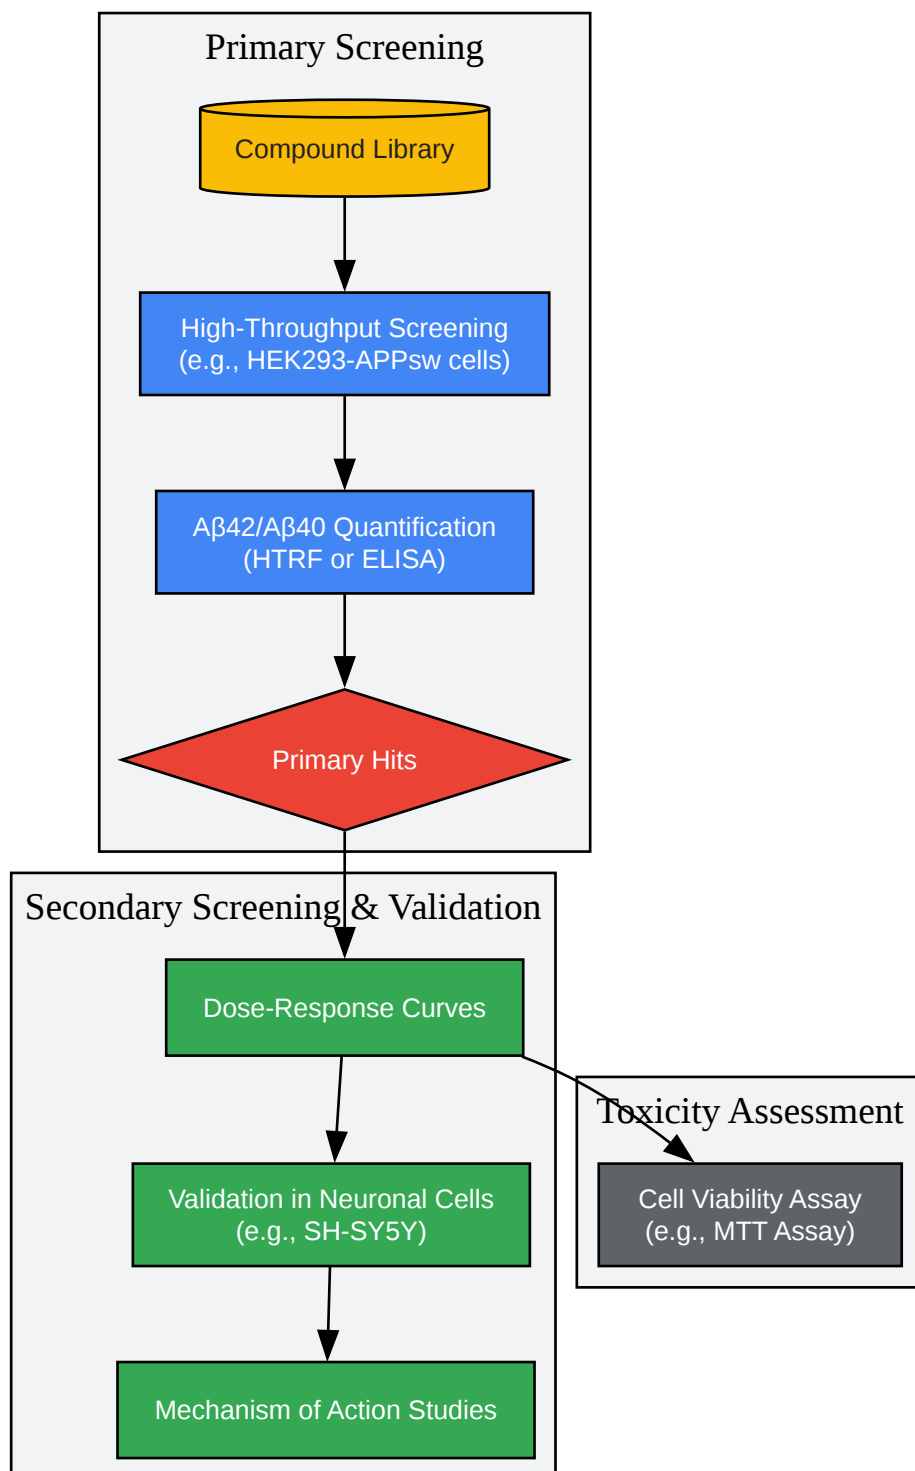 Primary Screening
Compound Library
High-Throughput Screening
(e.g., HEK293-APPsw cells)
Aβ42/Aβ40 Quantification
(HTRF or ELISA)
Primary Hits
Secondary Screening & Validation
Dose-Response Curves
Toxicity Assessment
Validation in Neuronal Cells
(e.g., SH-SY5Y)
Cell Viability Assay
(e.g., MTT Assay)
Mechanism of Action Studies